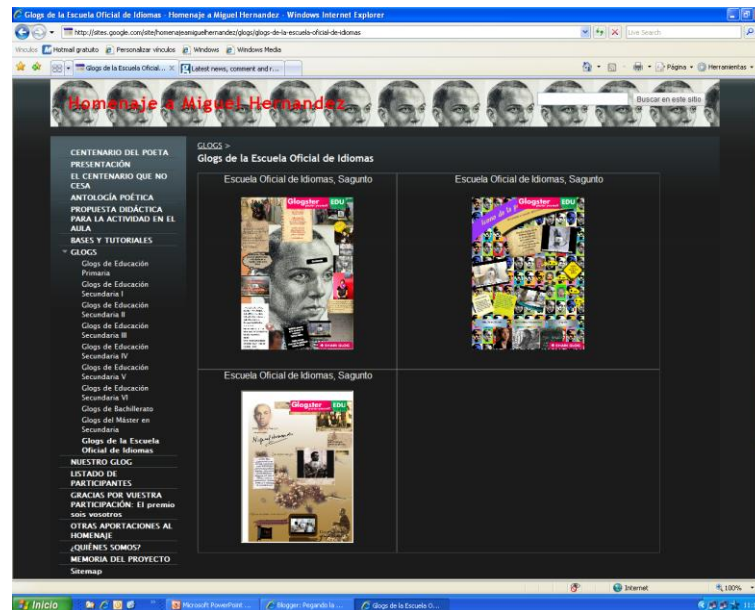 Glogs de la Escuela Oficial de Idiomas - Homenaje a Miguel Hernandez - Windows Internet Explorer
http://sites.google.com/site/homenajeamiguelhernandez/glogs/glogs-de-la-escuela-oficial-de-idiomas
Live Search
Vínculos Hotmail gratuito Personalizar vínculos Windows Windows Media
Glogs de la Escuela Oficial... Latest news, comment and r...
Página Herramientas
Homenaje a Miguel Hernandez
Buscar en este sitio
CENTENARIO DEL POETA
PRESENTACIÓN
EL CENTENARIO QUE NO
CESA
ANTOLOGÍA POÉTICA
PROPUESTA DIDÁCTICA
PARA LA ACTIVIDAD EN EL
AULA
BASES Y TUTORIALES
GLOGS
Glogs de Educación
Primaria
Glogs de Educación
Secundaria I
Glogs de Educación
Secundaria II
Glogs de Educación
Secundaria III
Glogs de Educación
Secundaria IV
Glogs de Educación
Secundaria V
Glogs de Educación
Secundaria VI
Glogs de Bachillerato
Glogs del Máster en
Secundaria
Glogs de la Escuela
Oficial de Idiomas
NUESTRO GLOG
LISTADO DE
PARTICIPANTES
GRACIAS POR VUESTRA
PARTICIPACIÓN: El premio
sois vosotros
OTRAS APORTACIONES AL
HOMENAJE
¿QUIÉNES SOMOS?
MEMORIA DEL PROYECTO
Sitemap
GLOGS >
Glogs de la Escuela Oficial de Idiomas
Escuela Oficial de Idiomas, Sagunto
Glogster EDU
Escuela Oficial de Idiomas, Sagunto
Glogster EDU
Escuela Oficial de Idiomas, Sagunto
Glogster EDU
Internet
100%
Inicio
Microsoft PowerPoint ...
Blogger: Pegando la ...
Glogs de la Escuela O...